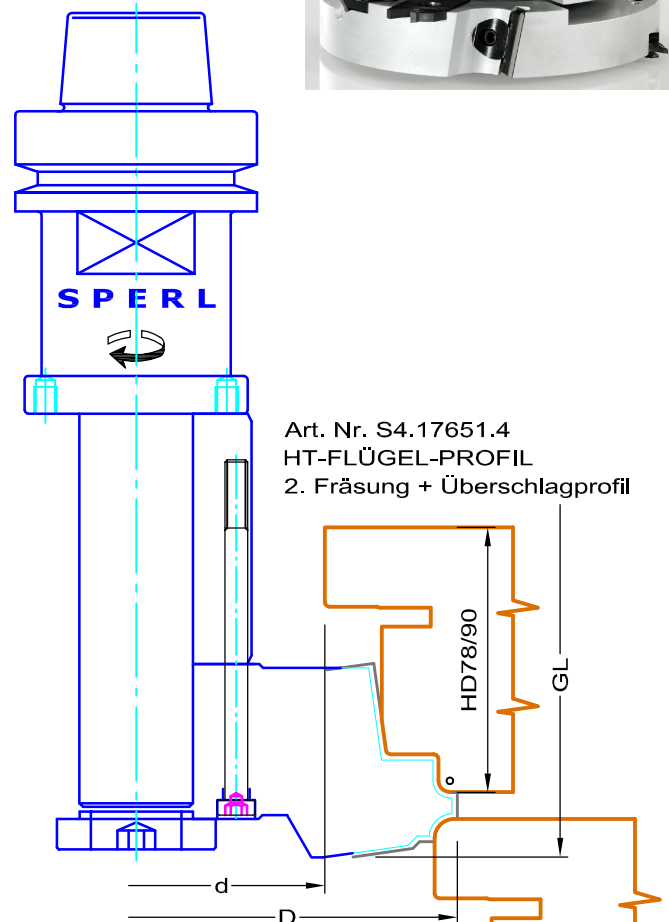 SPERL
Art. Nr. S4.17651.4
HT-FLÜGEL-PROFIL
2. Fräsung + Überschlagprofil
HD78/90
GL
d
D